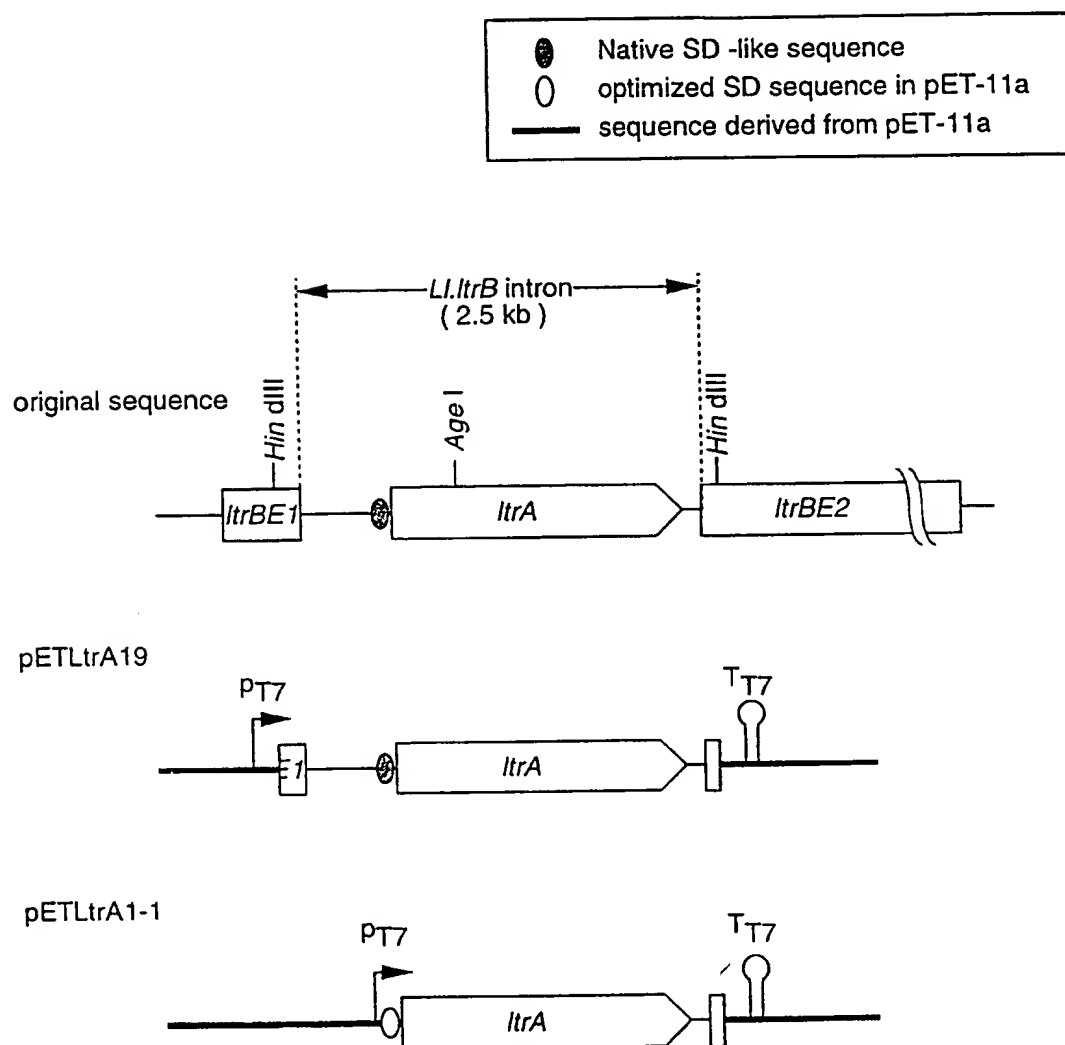 Native SD -like sequence
optimized SD sequence in pET-11a
sequence derived from pET-11a
Ll.ltrB intron
( 2.5 kb )
original sequence
Hin dIII
Age I
Hin dIII
ltrBE1
ltrA
ltrBE2
pETLtrA19
pT7
TT7
E1
ltrA
pETLtrA1-1
pT7
TT7
ltrA